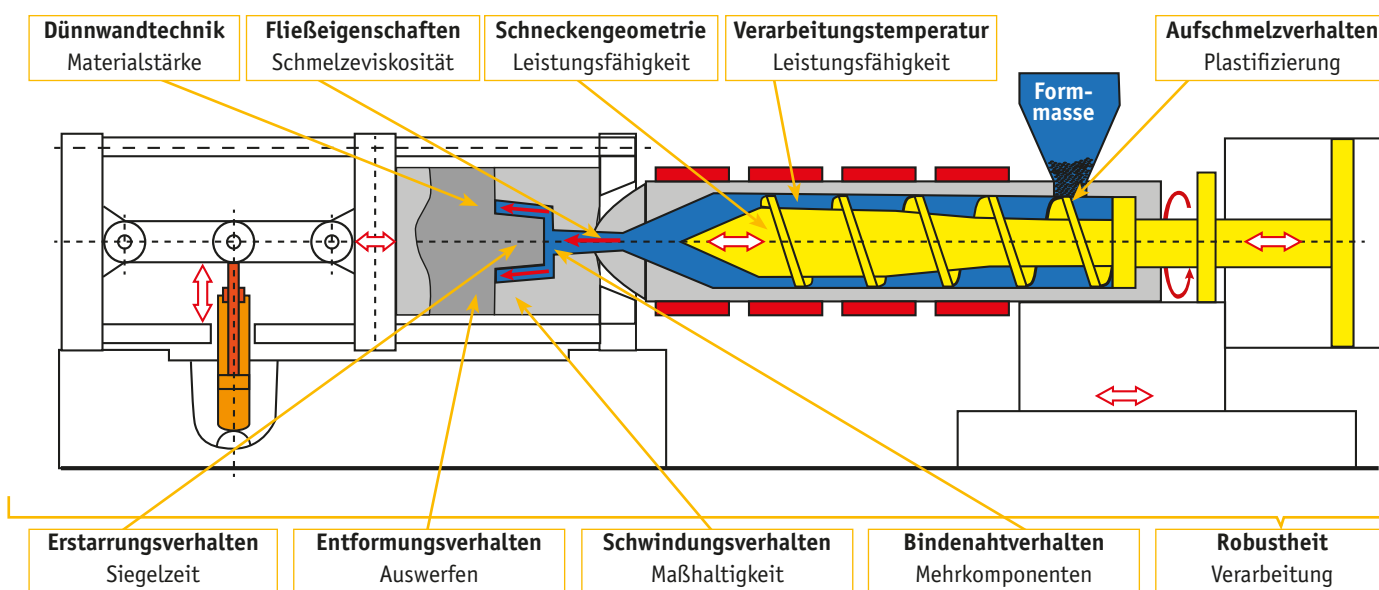 Dünnwandtechnik
Materialstärke
Fließeigenschaften
Schmelzeviskosität
Schneckengeometrie
Leistungsfähigkeit
Verarbeitungstemperatur
Leistungsfähigkeit
Aufschmelzverhalten
Plastifizierung
Form-
masse
Erstarrungsverhalten
Siegelzeit
Entformungsverhalten
Auswerfen
Schwindungsverhalten
Maßhaltigkeit
Bindenahtverhalten
Mehrkomponenten
Robustheit
Verarbeitung